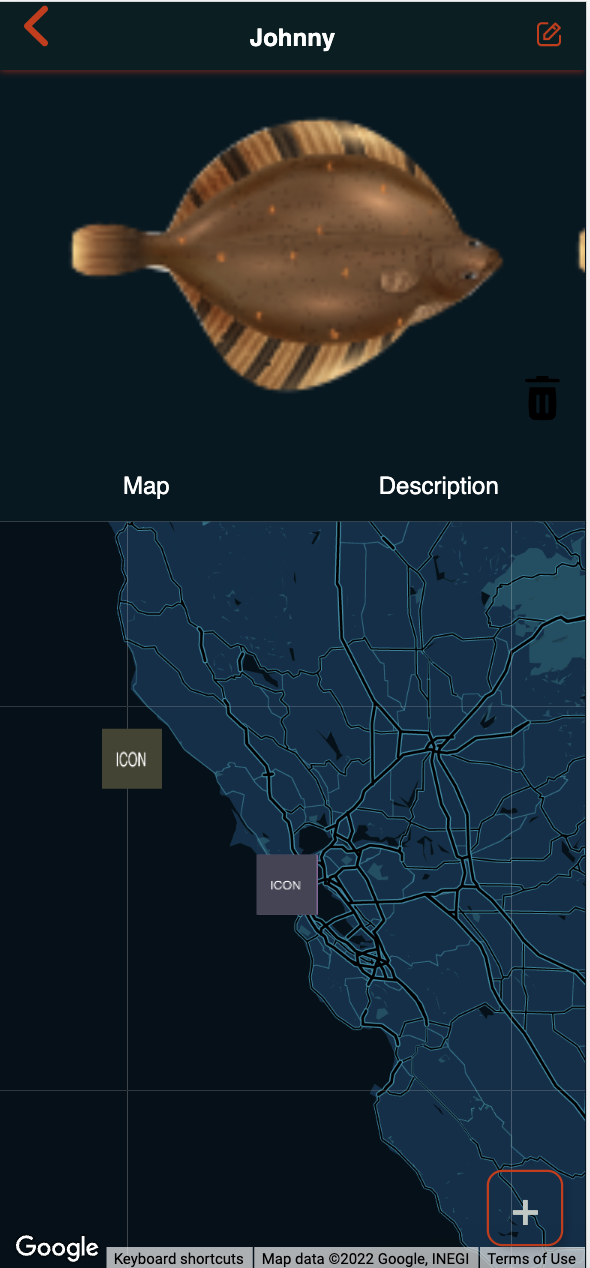 Johnny
Map Description
ICON
ICON
Google
Keyboard shortcuts Map data ©2022 Google, INEGI Terms of Use